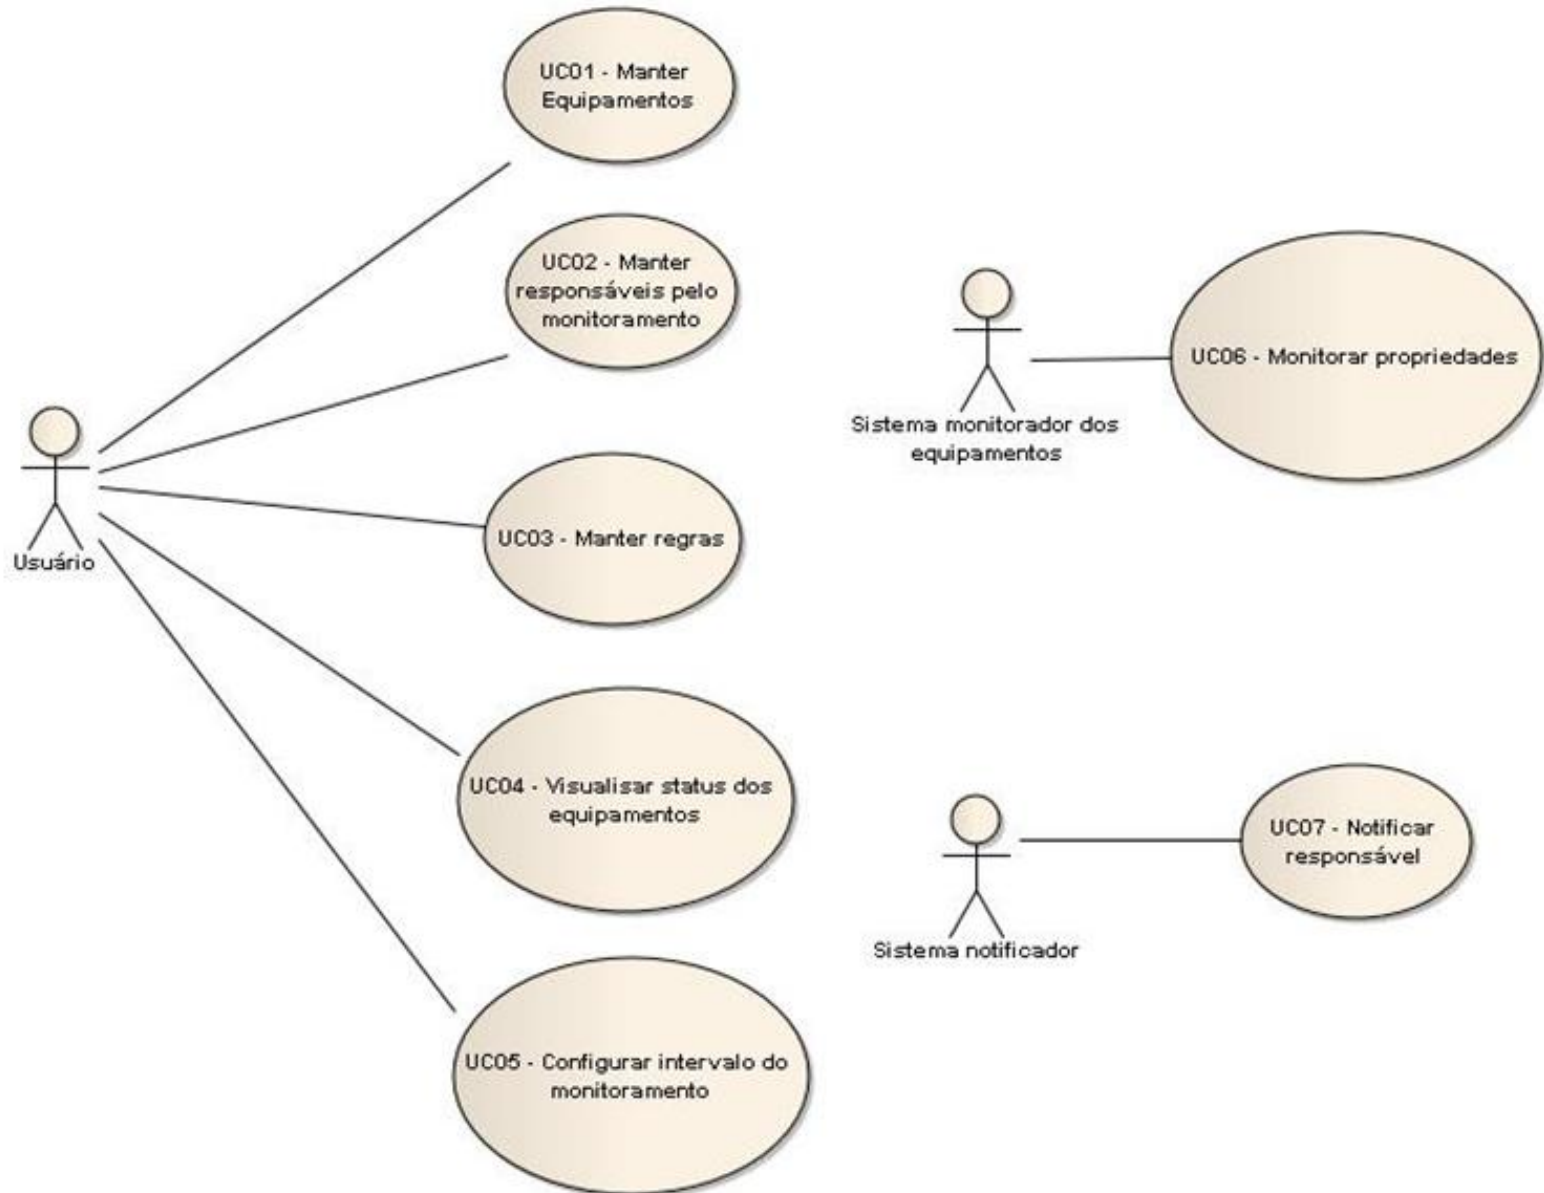 UC01 - Manter
Equipamentos
UC02 - Manter
responsáveis pelo
monitoramento
UC03 - Manter regras
Usuário
UC04 - Visualisar status dos
equipamentos
UC05 - Configurar intervalo do
monitoramento
UC06 - Monitorar propriedades
Sistema monitorador dos
equipamentos
UC07 - Notificar
responsável
Sistema notificador